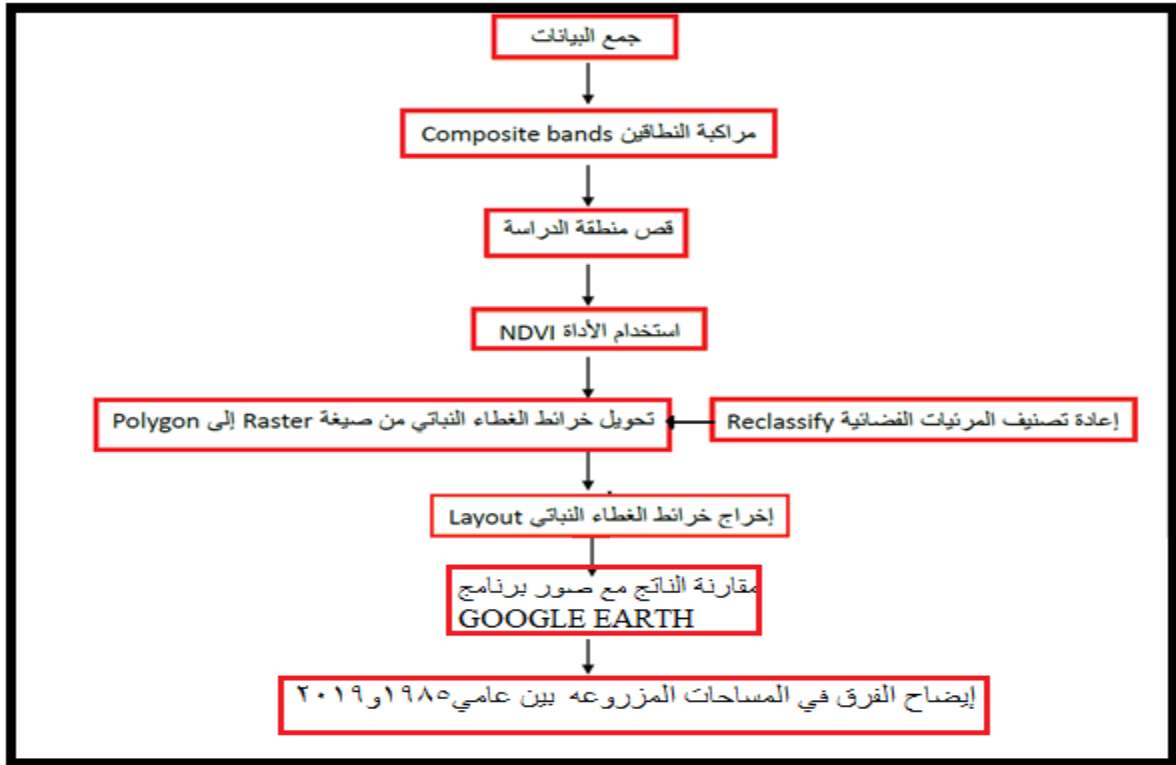 جمع البيانات
مراكبة النطاقين Composite bands
قص منطقة الدراسة
استخدام الأداة NDVI
إعادة تصنيف المرئيات الفضائية Reclassify
تحويل خرائط الغطاء النباتي من صيغة Raster إلى Polygon
إخراج خرائط الغطاء النباتي Layout
مقارنة الناتج مع صور برنامج
GOOGLE EARTH
إيضاح الفرق في المساحات المزروعه بين عامي١٩٨٥و٢٠١٩